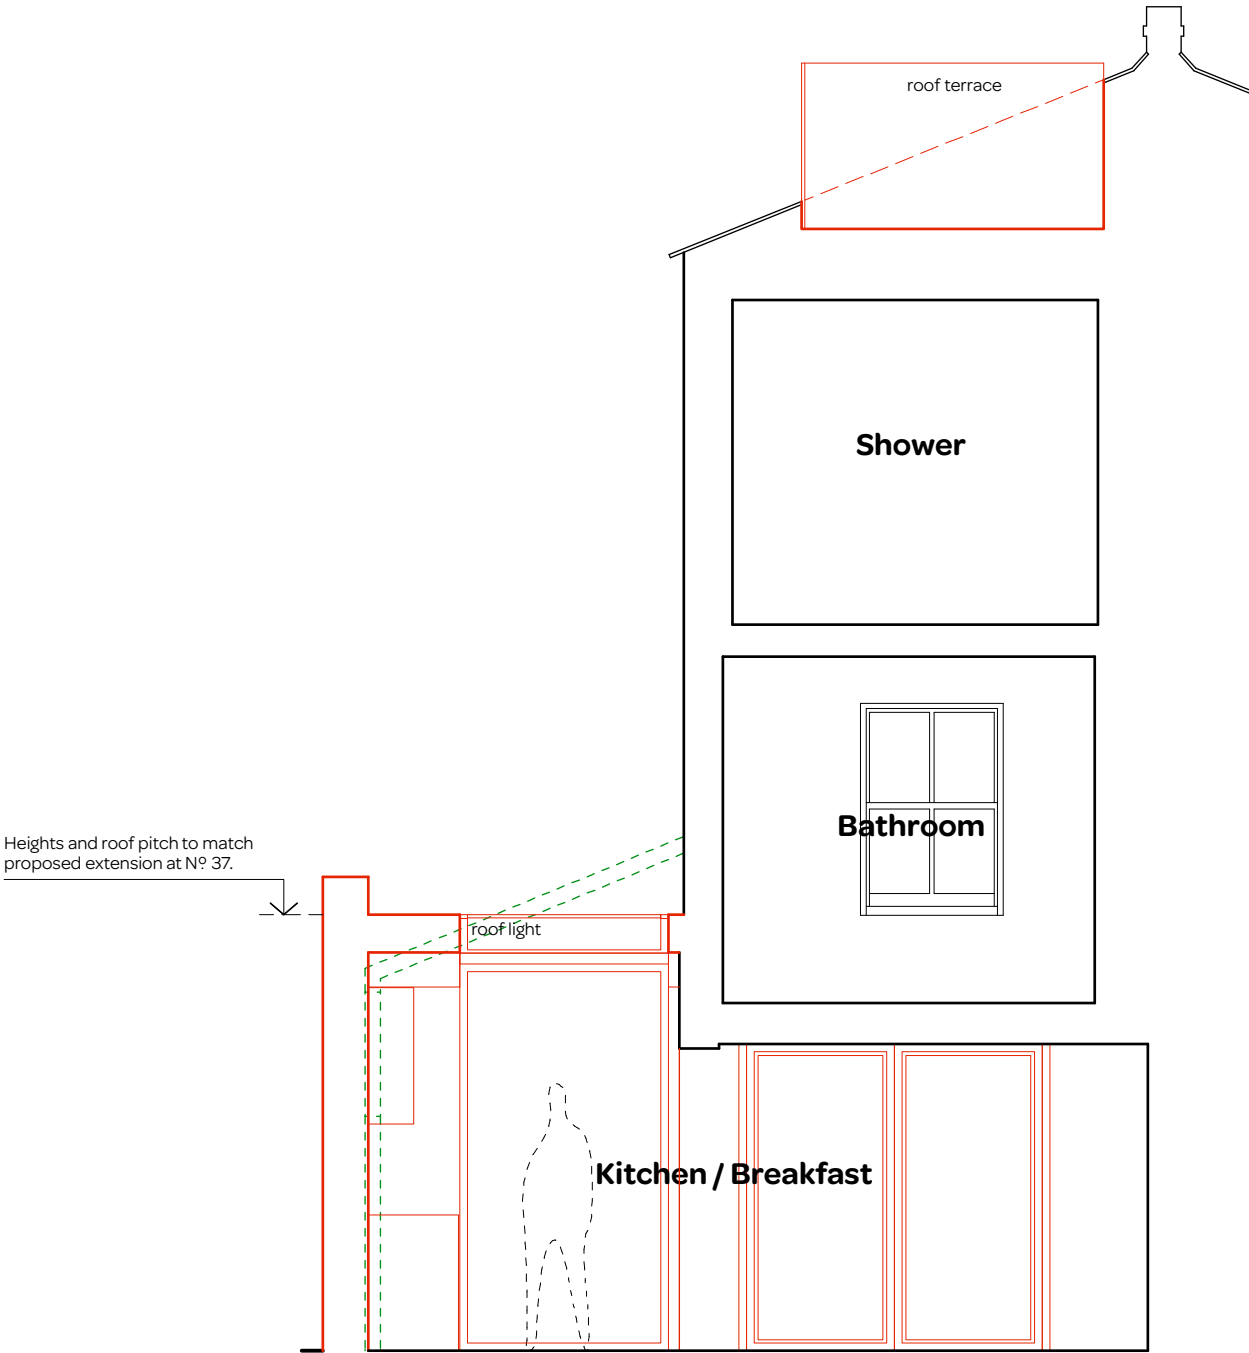 roof terrace
Shower
Bathroom
Heights and roof pitch to match
proposed extension at Nº 37.
roof light
Kitchen / Breakfast